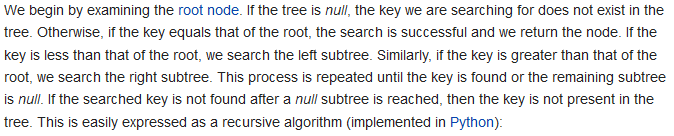 We begin by examining the root node. If the tree is null, the key we are searching for does not exist in the
tree. Otherwise, if the key equals that of the root, the search is successful and we return the node. If the
key is less than that of the root, we search the left subtree. Similarly, if the key is greater than that of the
root, we search the right subtree. This process is repeated until the key is found or the remaining subtree
is null. If the searched key is not found after a null subtree is reached, then the key is not present in the
tree. This is easily expressed as a recursive algorithm (implemented in Python):